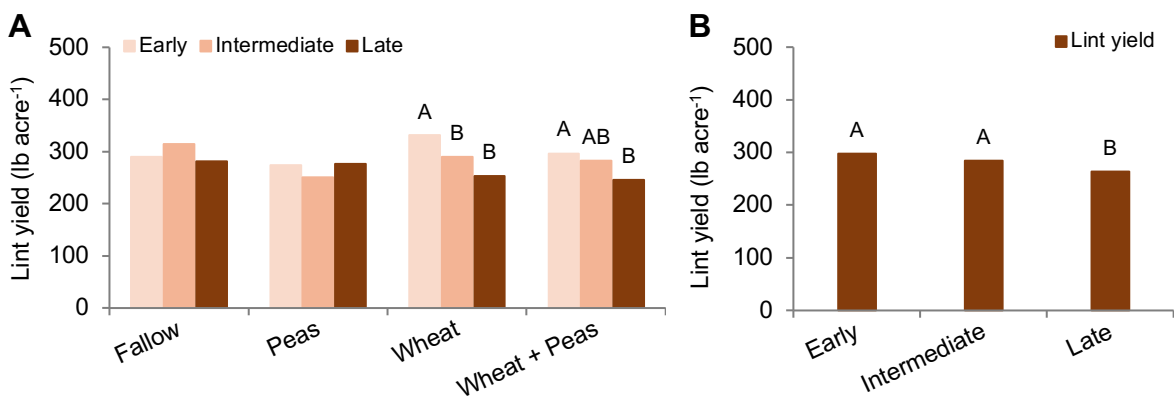 A
Lint yield (lb acre⁻¹)
500
400
300
200
100
0
Early Intermediate Late
A
B
B
A
AB
B
Fallow
Peas
Wheat
Wheat + Peas
B
Lint yield (lb acre⁻¹)
500
400
300
200
100
0
Lint yield
A
A
B
Early
Intermediate
Late